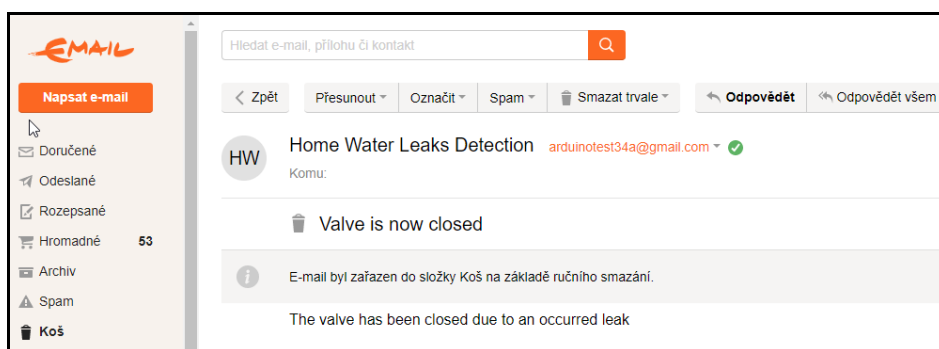 EMAIL
Hledat e-mail, přílohu či kontakt
Napsat e-mail
Zpět Přesunout Označit Spam Smazat trvale Odpovědět Odpovědět všem
Doručené
Odeslané
Rozepsané
Hromadné 53
Archiv
Spam
Koš
HW
Home Water Leaks Detection arduinotest34a@gmail.com
Komu:
Valve is now closed
E-mail byl zařazen do složky Koš na základě ručního smazání.
The valve has been closed due to an occurred leak